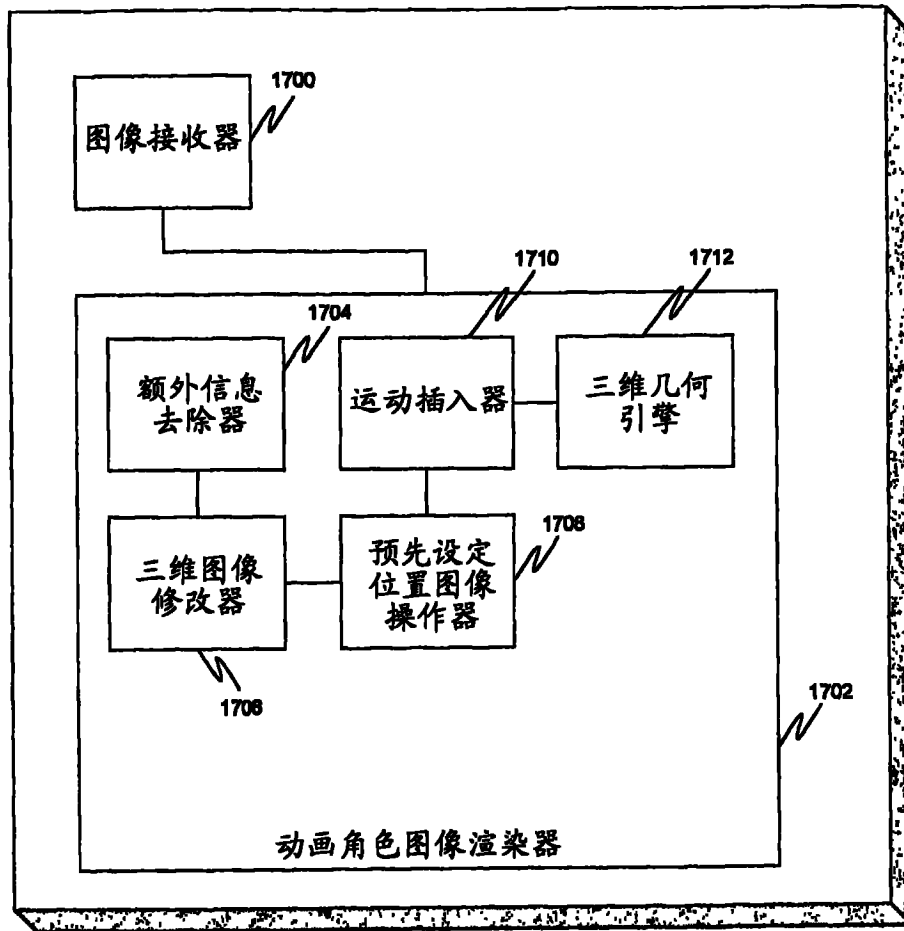 1700
图像接收器
1710
1712
1704
额外信息
去除器
运动插入器
三维几何
引擎
三维图像
修改器
预先设定
位置图像
操作器
1708
1706
1702
动画角色图像渲染器